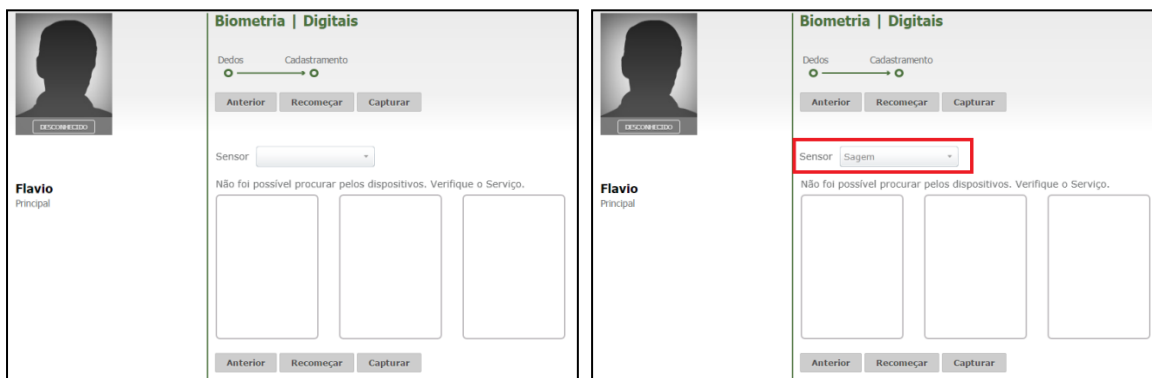 Biometria | Digitais
Dedos Cadastramento
Anterior Recomeçar Capturar
DESCONHECIDO
Sensor
Flavio
Principal
Não foi possível procurar pelos dispositivos. Verifique o Serviço.
Anterior Recomeçar Capturar
Biometria | Digitais
Dedos Cadastramento
Anterior Recomeçar Capturar
DESCONHECIDO
Sensor Sagem
Flavio
Principal
Não foi possível procurar pelos dispositivos. Verifique o Serviço.
Anterior Recomeçar Capturar